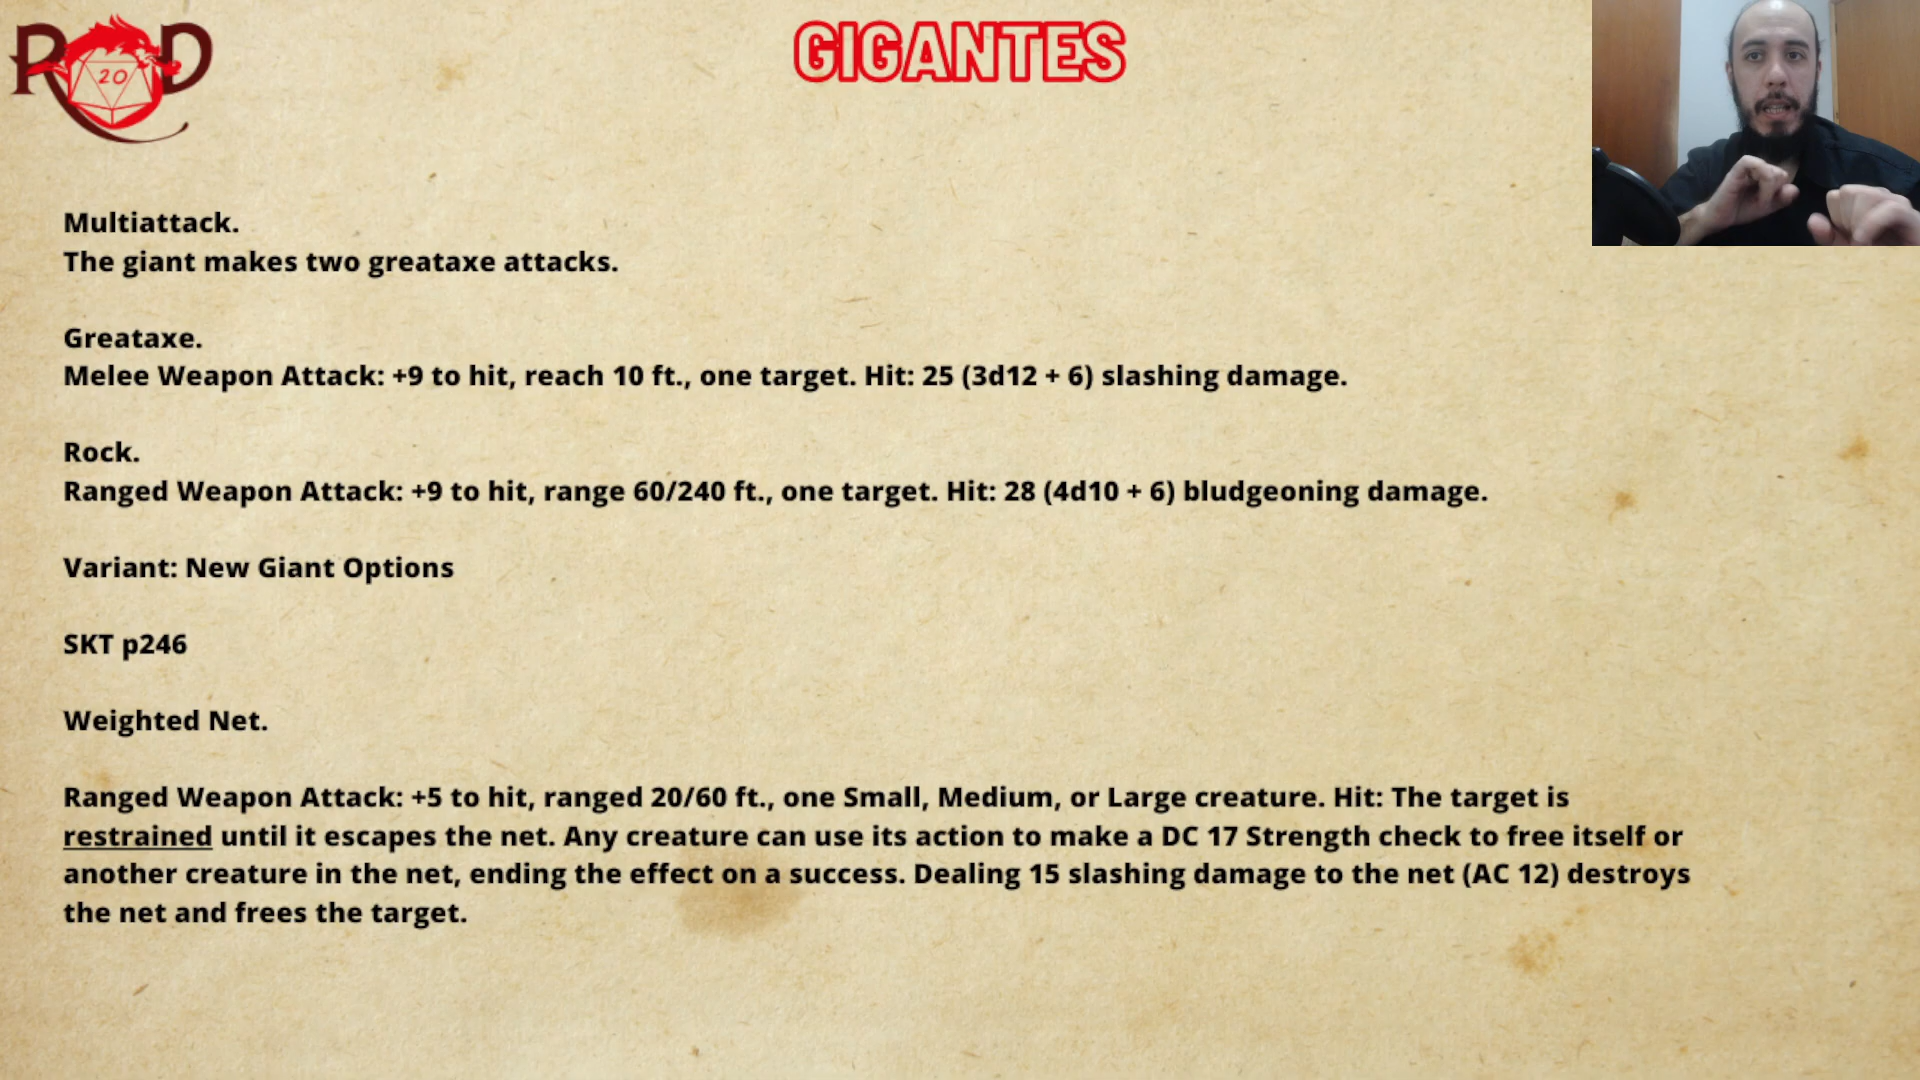 R D
20
GIGANTES
Multiattack.
The giant makes two greataxe attacks.
Greataxe.
Melee Weapon Attack: +9 to hit, reach 10 ft., one target. Hit: 25 (3d12 + 6) slashing damage.
Rock.
Ranged Weapon Attack: +9 to hit, range 60/240 ft., one target. Hit: 28 (4d10 + 6) bludgeoning damage.
Variant: New Giant Options
SKT p246
Weighted Net.
Ranged Weapon Attack: +5 to hit, ranged 20/60 ft., one Small, Medium, or Large creature. Hit: The target is
restrained until it escapes the net. Any creature can use its action to make a DC 17 Strength check to free itself or
another creature in the net, ending the effect on a success. Dealing 15 slashing damage to the net (AC 12) destroys
the net and frees the target.